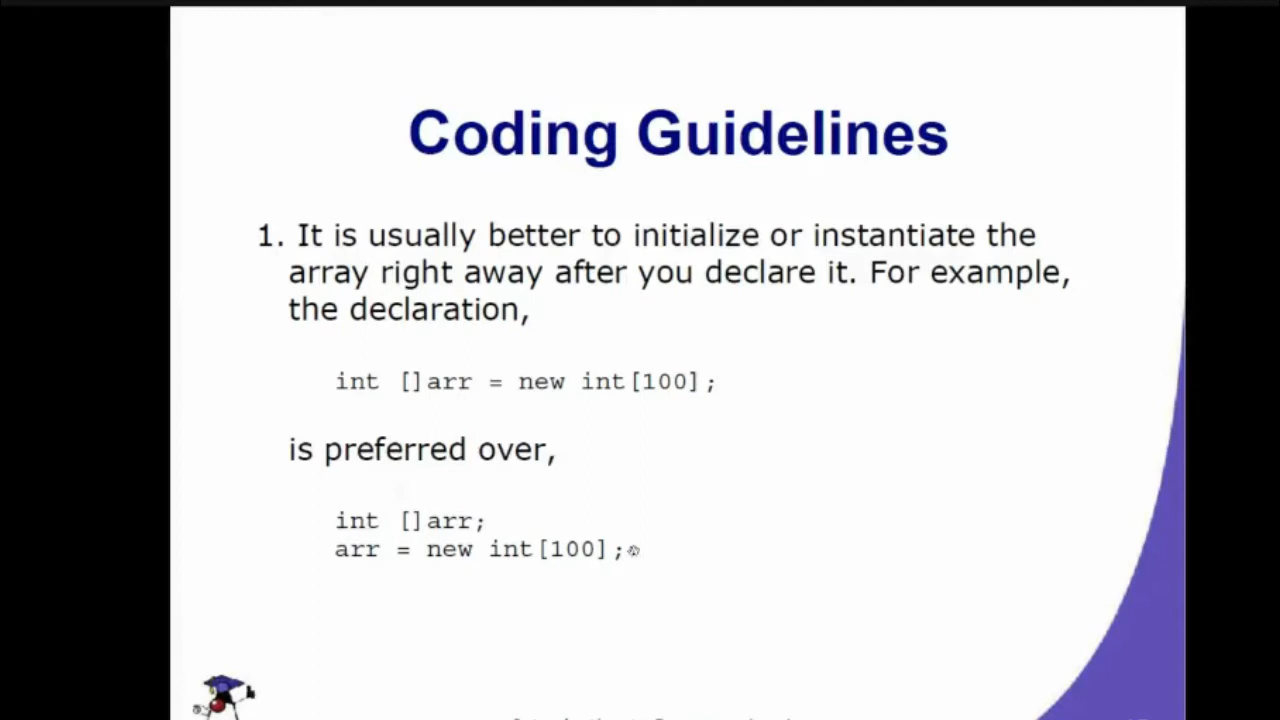 Coding Guidelines
1. It is usually better to initialize or instantiate the
array right away after you declare it. For example,
the declaration,
int []arr = new int[100];
is preferred over,
int []arr;
arr = new int[100];